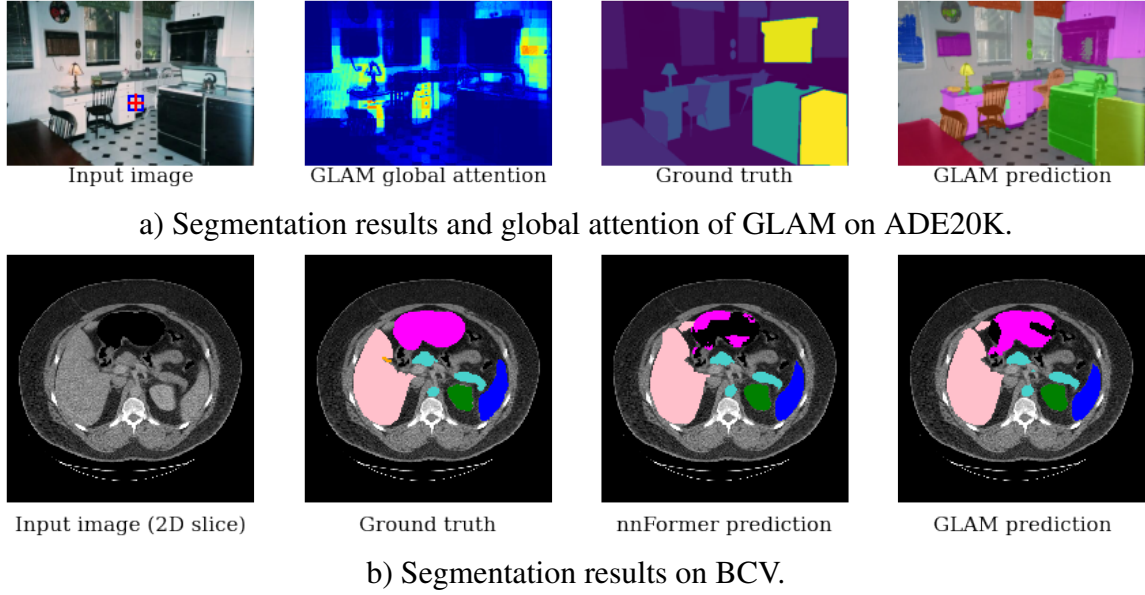 Input image
GLAM global attention
Ground truth
GLAM prediction
a) Segmentation results and global attention of GLAM on ADE20K.
Input image (2D slice)
Ground truth
nnFormer prediction
GLAM prediction
b) Segmentation results on BCV.